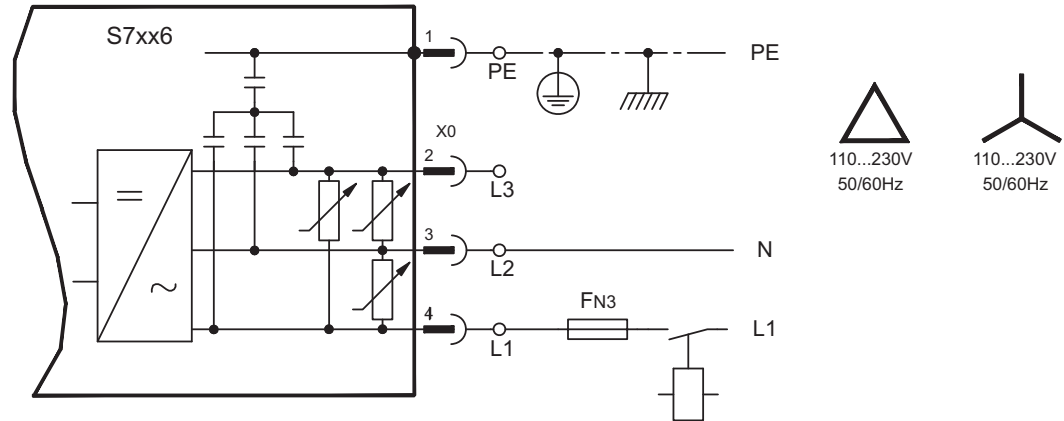 S7xx6
1
PE
PE
X0
2
L3
3
L2
N
4
L1
FN3
L1
110...230V
50/60Hz
110...230V
50/60Hz